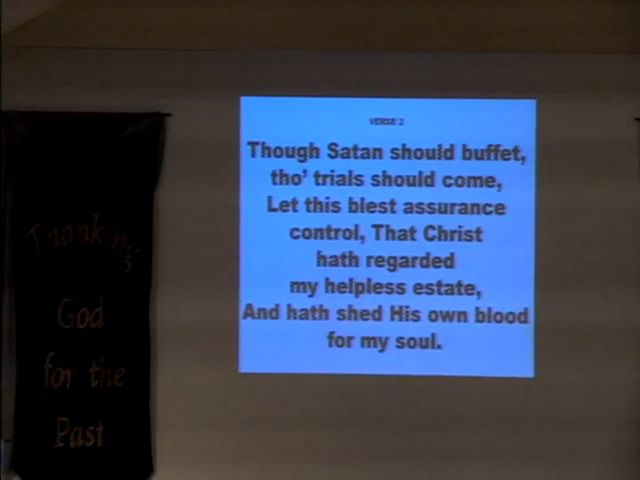 VERSE 2
Though Satan should buffet,
tho' trials should come,
Let this blest assurance
control, That Christ
hath regarded
my helpless estate,
And hath shed His own blood
for my soul.
Thanking
God
for the
Past